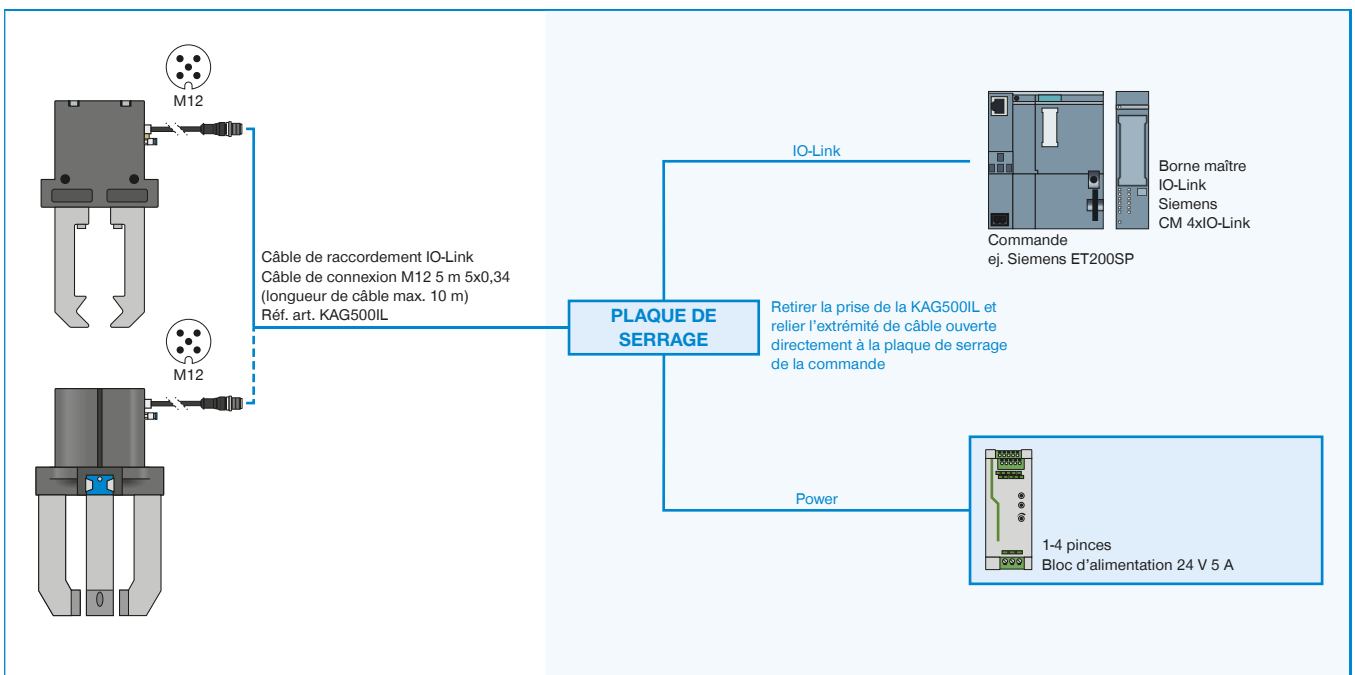 M12
Câble de raccordement IO-Link
Câble de connexion M12 5 m 5x0,34
(longueur de câble max. 10 m)
Réf. art. KAG500IL
M12
PLAQUE DE
SERRAGE
Retirer la prise de la KAG500IL et
relier l’extrémité de câble ouverte
directement à la plaque de serrage
de la commande
IO-Link
Commande
ej. Siemens ET200SP
Borne maître
IO-Link
Siemens
CM 4xIO-Link
Power
1-4 pinces
Bloc d’alimentation 24 V 5 A